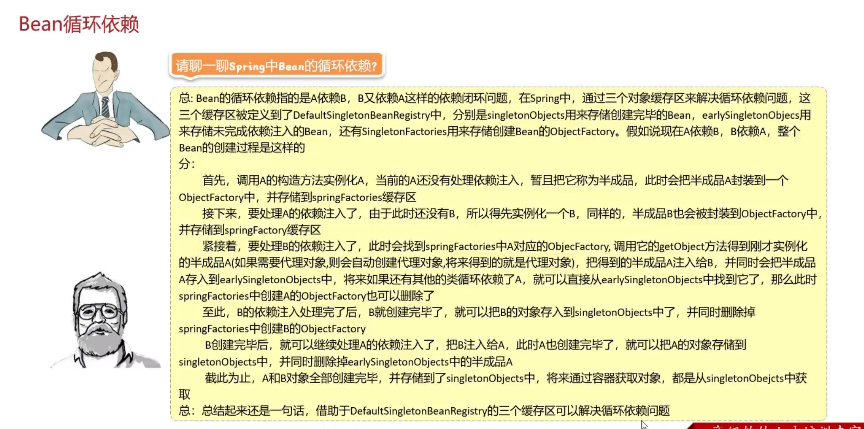 Bean循环依赖
请聊一聊Spring中Bean的循环依赖?
总: Bean的循环依赖指的是A依赖B，B又依赖A这样的依赖闭环问题，在Spring中，通过三个对象缓存区来解决循环依赖问题，这
三个缓存区被定义到了DefaultSingletonBeanRegistry中，分别是singletonObjects用来存储创建完毕的Bean，earlySingletonObjecs用
来存储未完成依赖注入的Bean，还有SingletonFactories用来存储创建Bean的ObjectFactory。假如说现在A依赖B，B依赖A，整个
Bean的创建过程是这样的
分：
首先，调用A的构造方法实例化A，当前的A还没有处理依赖注入，暂且把它称为半成品，此时会把半成品A封装到一个
ObjectFactory中，并存储到springFactories缓存区
接下来，要处理A的依赖注入了，由于此时还没有B，所以得先实例化一个B，同样的，半成品B也会被封装到ObjectFactory中，
并存储到springFactory缓存区
紧接着，要处理B的依赖注入了，此时会找到springFactories中A对应的ObjecFactory, 调用它的getObject方法得到刚才实例化
的半成品A(如果需要代理对象,则会自动创建代理对象,将来得到的就是代理对象)，把得到的半成品A注入给B，并同时会把半成品
A存入到earlySingletonObjects中，将来如果还有其他的类循环依赖了A，就可以直接从earlySingletonObjects中找到它了，那么此时
springFactories中创建A的ObjectFactory也可以删除了
至此，B的依赖注入处理完了后，B就创建完毕了，就可以把B的对象存入到singletonObjects中了，并同时删除掉
springFactories中创建B的ObjectFactory
B创建完毕后，就可以继续处理A的依赖注入了，把B注入给A，此时A也创建完毕了，就可以把A的对象存储到
singletonObjects中，并同时删除掉earlySingletonObjects中的半成品A
截此为止，A和B对象全部创建完毕，并存储到了singletonObjects中，将来通过容器获取对象，都是从singletonObejcts中获
取
总：总结起来还是一句话，借助于DefaultSingletonBeanRegistry的三个缓存区可以解决循环依赖问题